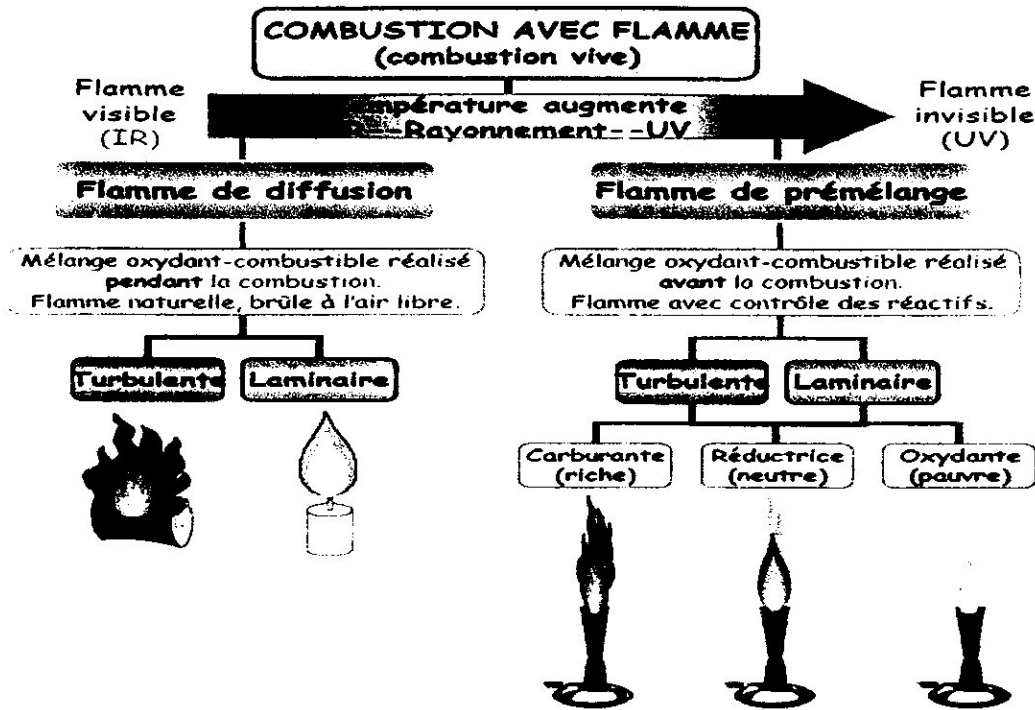 COMBUSTION AVEC FLAMME
(combustion vive)
Flamme
visible
(IR)
mpérature augmente
R--Rayonnement--UV
Flamme
invisible
(UV)
Flamme de diffusion
Flamme de prémélange
Mélange oxydant-combustible réalisé
pendant la combustion.
Flamme naturelle, brûle à l'air libre.
Mélange oxydant-combustible réalisé
avant la combustion.
Flamme avec contrôle des réactifs.
Turbulente
Laminaire
Turbulente
Laminaire
Carburante
(riche)
Réductrice
(neutre)
Oxydante
(pauvre)